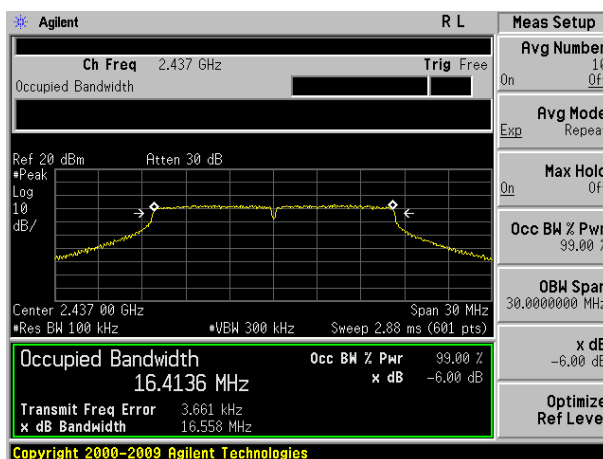 Agilent R L Meas Setup
Ch Freq 2.437 GHz Trig Free
Occupied Bandwidth
Avg Number
10
On Of
Avg Mode
Exp Repea
Max Hold
On Of
Occ BW % Pwr
99.00 %
OBW Span
30.0000000 MHz
x dB
-6.00 dB
Optimize
Ref Leve
Ref 20 dBm Atten 30 dB
#Peak
Log
10
dB/
Center 2.437 00 GHz Span 30 MHz
#Res BW 100 kHz #VBW 300 kHz Sweep 2.88 ms (601 pts)
Occupied Bandwidth Occ BW % Pwr 99.00 %
16.4136 MHz x dB -6.00 dB
Transmit Freq Error 3.661 kHz
x dB Bandwidth 16.558 MHz
Copyright 2000-2009 Agilent Technologies